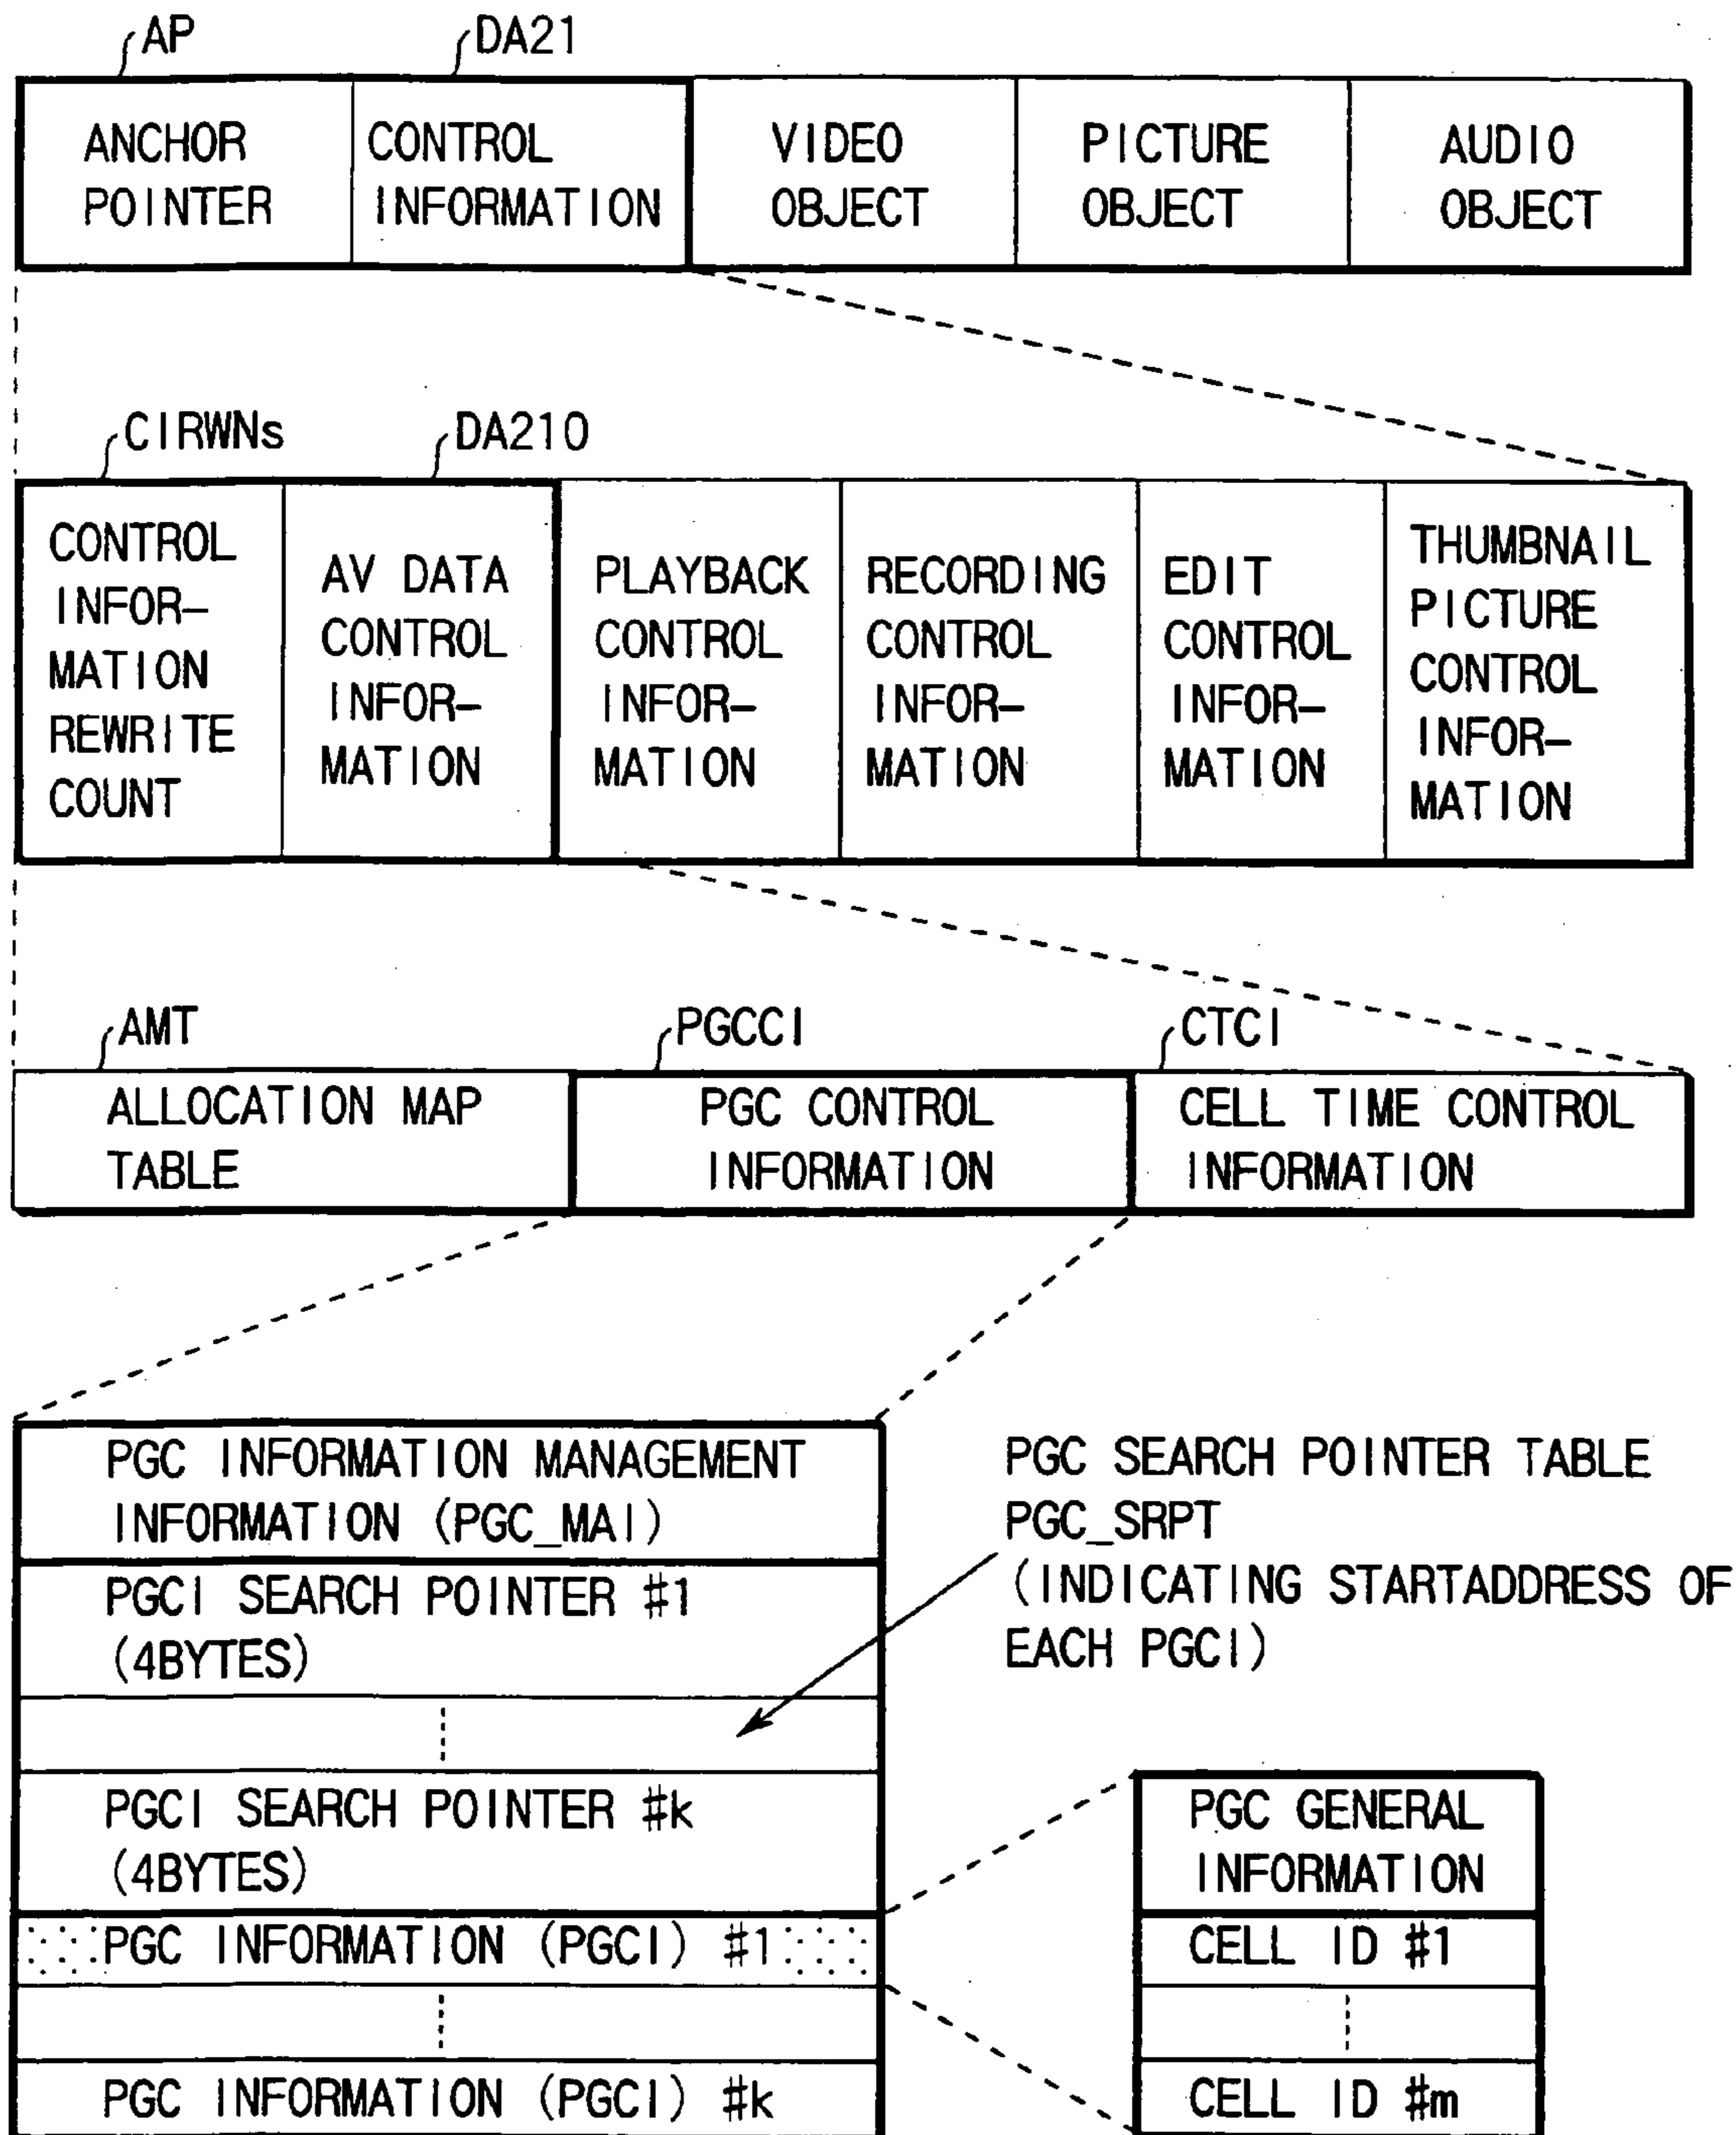 AP
DA21
ANCHOR
POINTER
CONTROL
INFORMATION
VIDEO
OBJECT
PICTURE
OBJECT
AUDIO
OBJECT
CIRWNs
DA210
CONTROL
INFOR-
MATION
REWRITE
COUNT
AV DATA
CONTROL
INFOR-
MATION
PLAYBACK
CONTROL
INFOR-
MATION
RECORDING
CONTROL
INFOR-
MATION
EDIT
CONTROL
INFOR-
MATION
THUMBNAIL
PICTURE
CONTROL
INFOR-
MATION
AMT
PGCCI
CTCI
ALLOCATION MAP
TABLE
PGC CONTROL
INFORMATION
CELL TIME CONTROL
INFORMATION
PGC INFORMATION MANAGEMENT
INFORMATION (PGC_MAI)
PGCI SEARCH POINTER #1
(4BYTES)
PGCI SEARCH POINTER #k
(4BYTES)
PGC INFORMATION (PGCI) #1
PGC INFORMATION (PGCI) #k
PGC SEARCH POINTER TABLE
PGC_SRPT
(INDICATING STARTADDRESS OF
EACH PGCI)
PGC GENERAL
INFORMATION
CELL ID #1
CELL ID #m